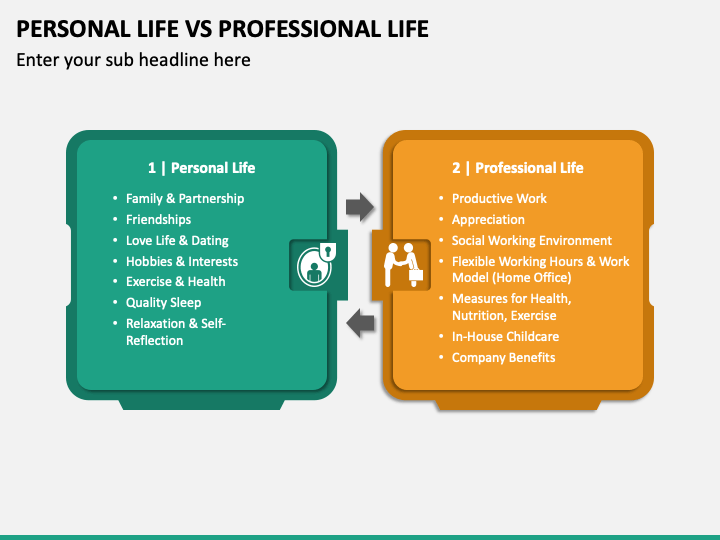 PERSONAL LIFE VS PROFESSIONAL LIFE
Enter your sub headline here
1 | Personal Life
• Family & Partnership
• Friendships
• Love Life & Dating
• Hobbies & Interests
• Exercise & Health
• Quality Sleep
• Relaxation & Self-
Reflection
2 | Professional Life
• Productive Work
• Appreciation
• Social Working Environment
• Flexible Working Hours & Work
Model (Home Office)
• Measures for Health,
Nutrition, Exercise
• In-House Childcare
• Company Benefits